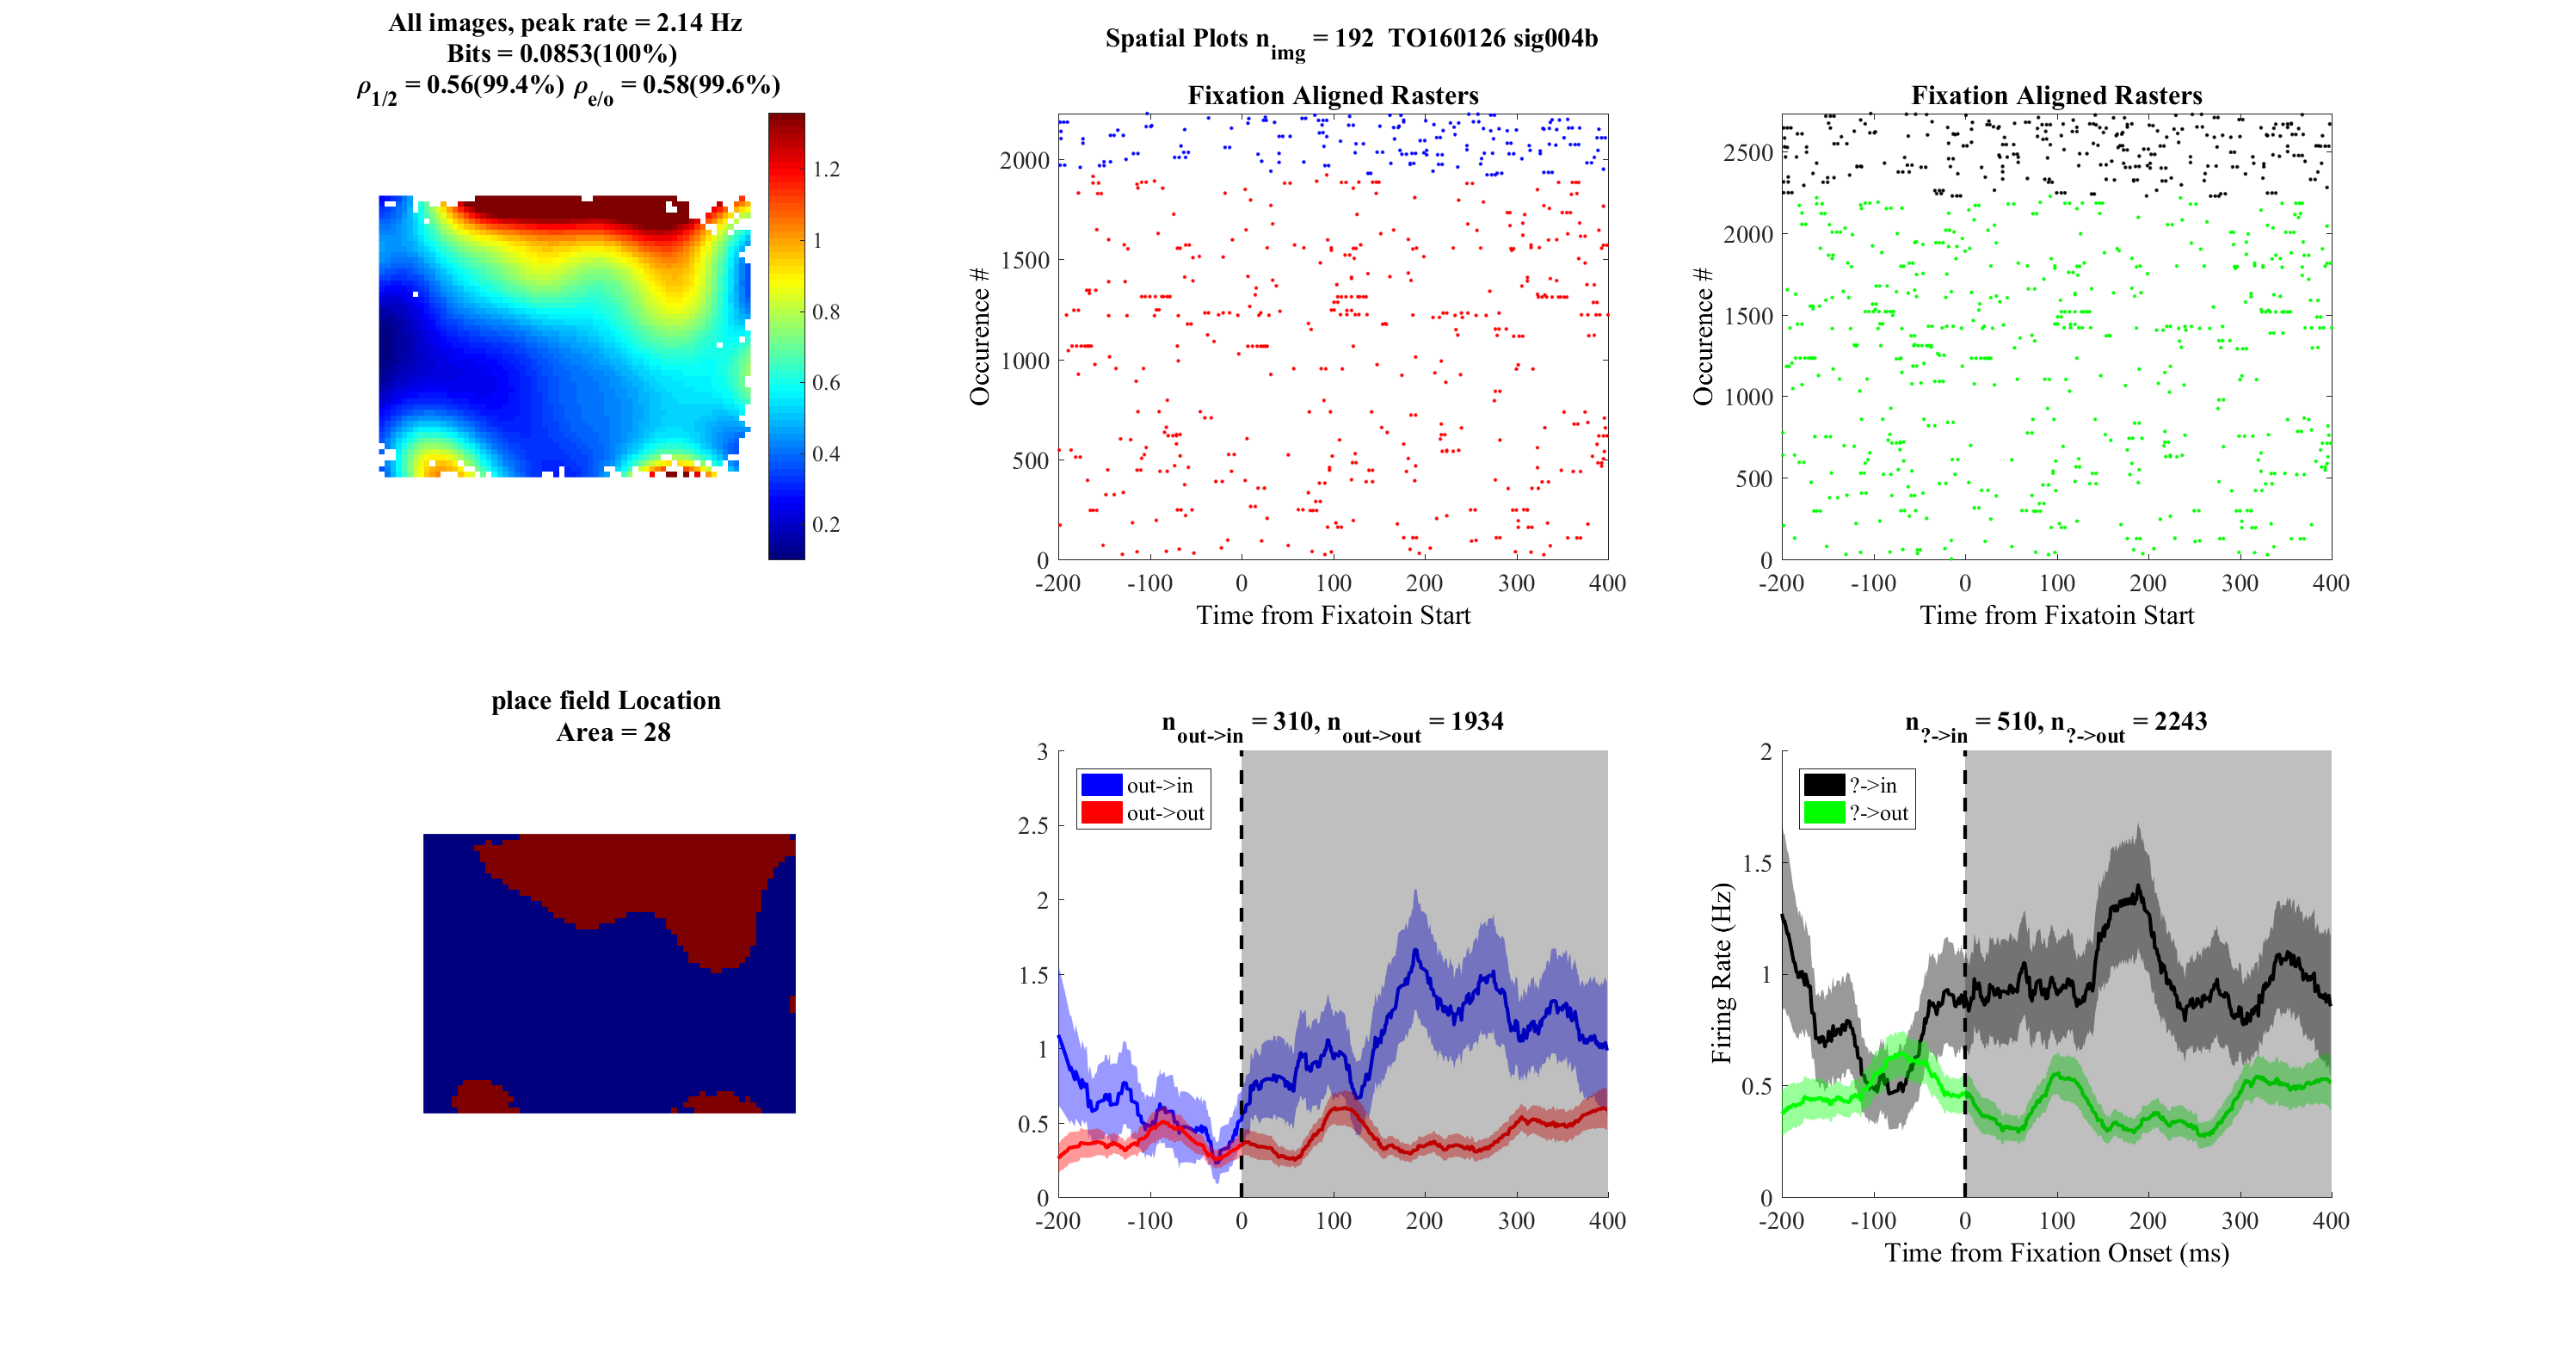 All images, peak rate = 2.14 Hz
Bits = 0.0853(100%)
ρ1/2 = 0.56(99.4%) ρe/o = 0.58(99.6%)
1.2
1
0.8
0.6
0.4
0.2
Spatial Plots nimg = 192 TO160126 sig004b
Fixation Aligned Rasters
Occurence #
2000
1500
1000
500
0
-200 -100 0 100 200 300 400
Time from Fixatoin Start
Fixation Aligned Rasters
Occurence #
2500
2000
1500
1000
500
0
-200 -100 0 100 200 300 400
Time from Fixatoin Start
place field Location
Area = 28
nout->in = 310, nout->out = 1934
3
2.5
2
1.5
1
0.5
0
out->in
out->out
-200 -100 0 100 200 300 400
n?->in = 510, n?->out = 2243
Firing Rate (Hz)
2
1.5
1
0.5
0
?->in
?->out
-200 -100 0 100 200 300 400
Time from Fixation Onset (ms)